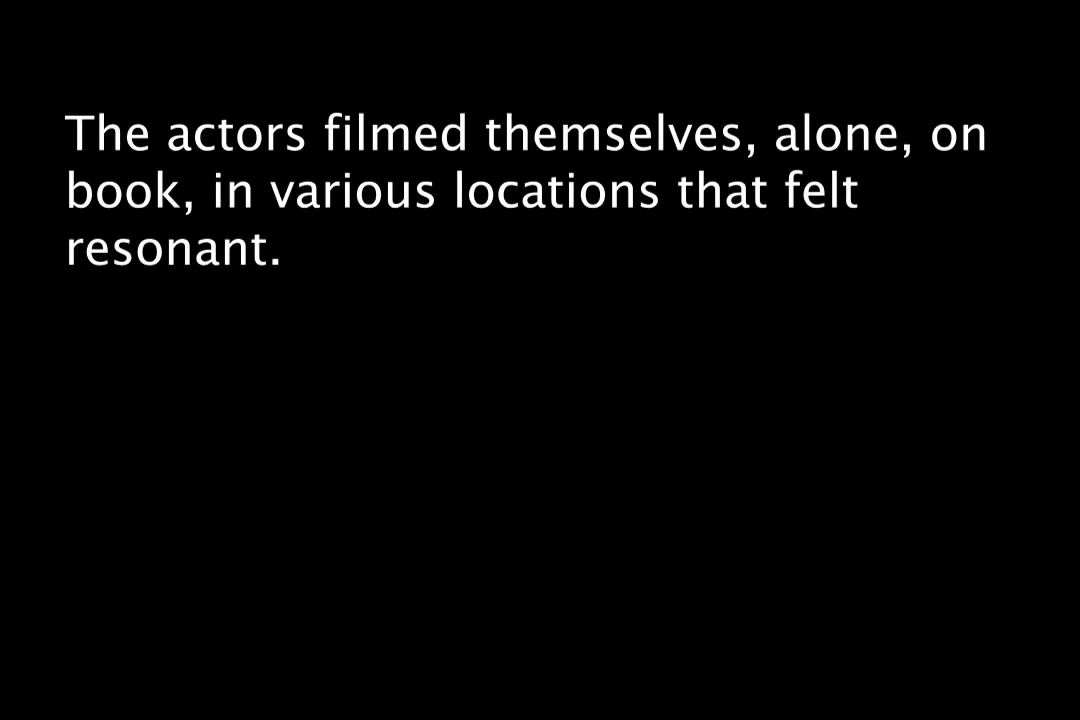 The actors filmed themselves, alone, on
book, in various locations that felt
resonant.